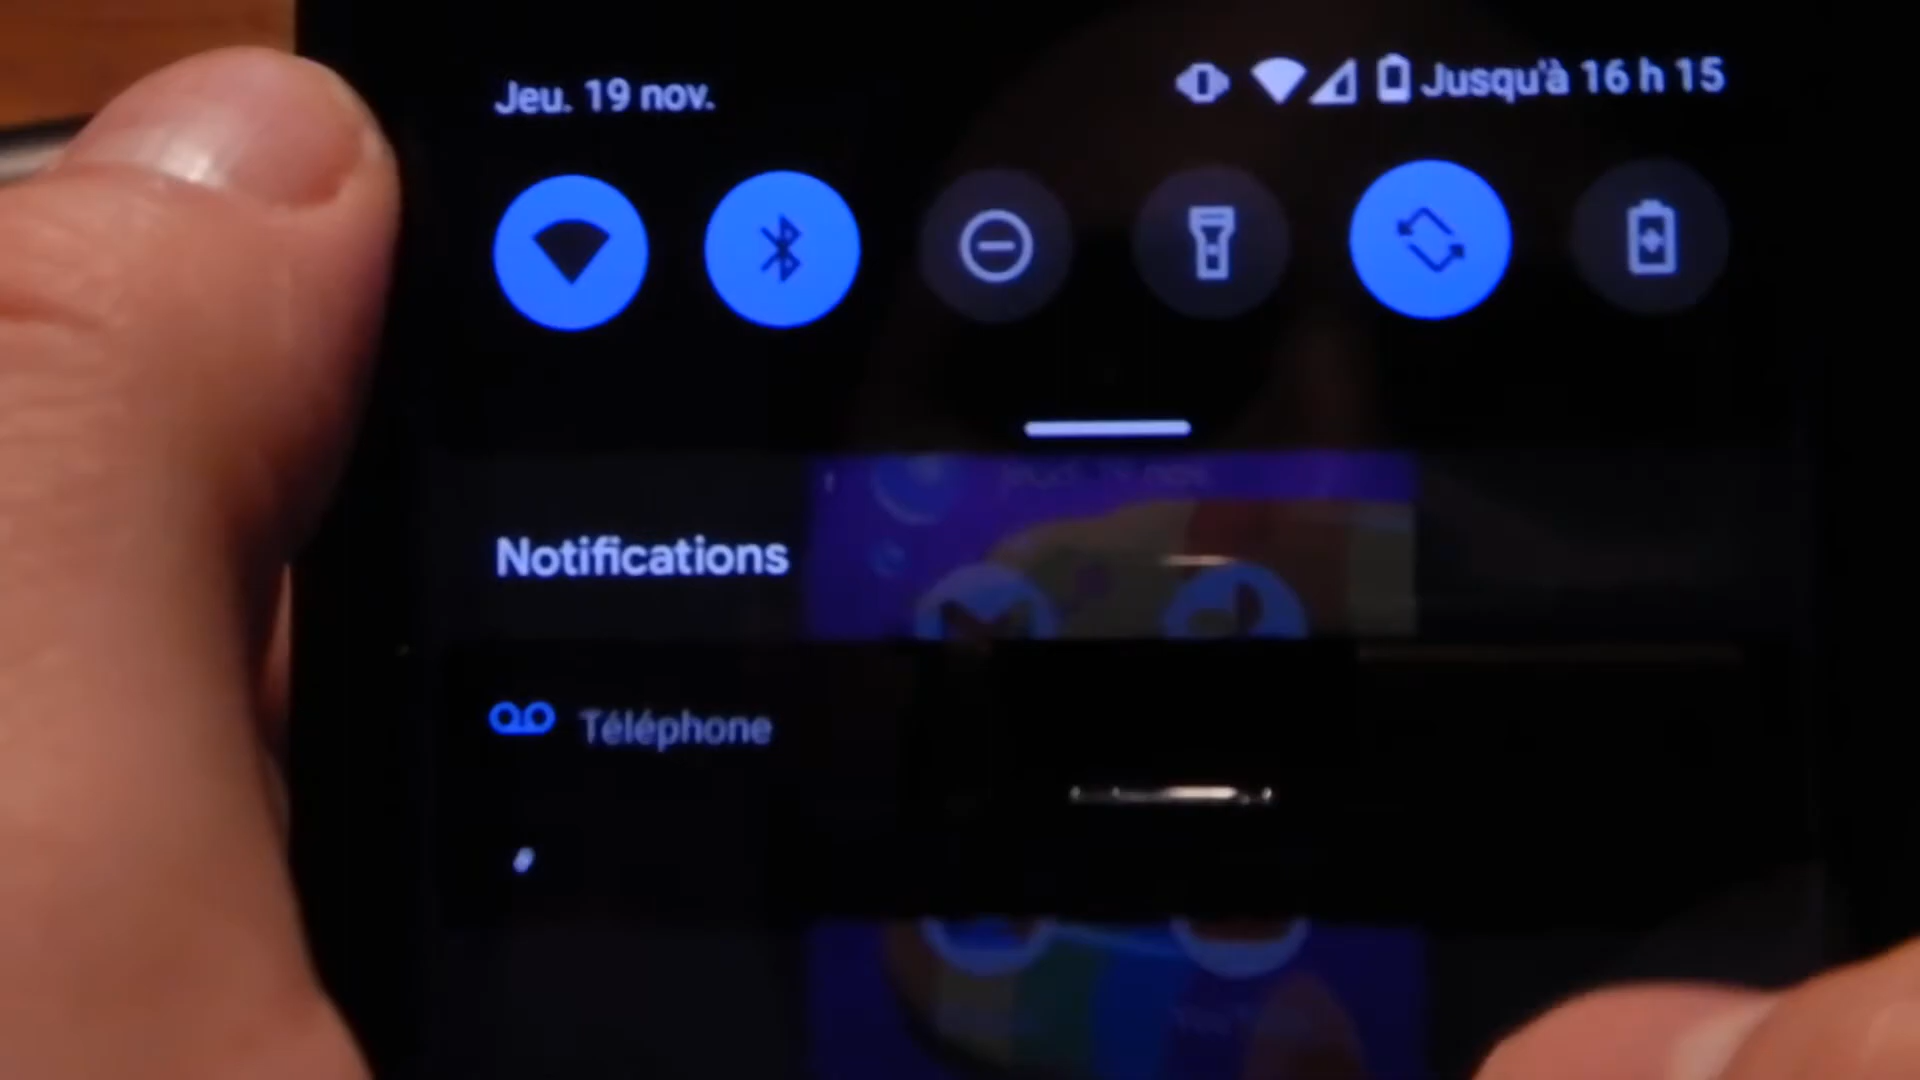 Jeu. 19 nov.
Jusqu'à 16 h 15
Notifications
Téléphone